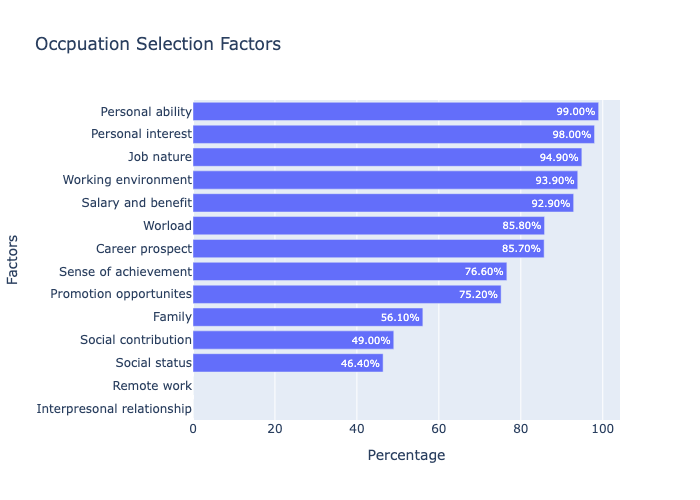 Occpuation Selection Factors
Factors
Personal ability 99.00%
Personal interest 98.00%
Job nature 94.90%
Working environment 93.90%
Salary and benefit 92.90%
Worload 85.80%
Career prospect 85.70%
Sense of achievement 76.60%
Promotion opportunites 75.20%
Family 56.10%
Social contribution 49.00%
Social status 46.40%
Remote work
Interpresonal relationship
0 20 40 60 80 100
Percentage